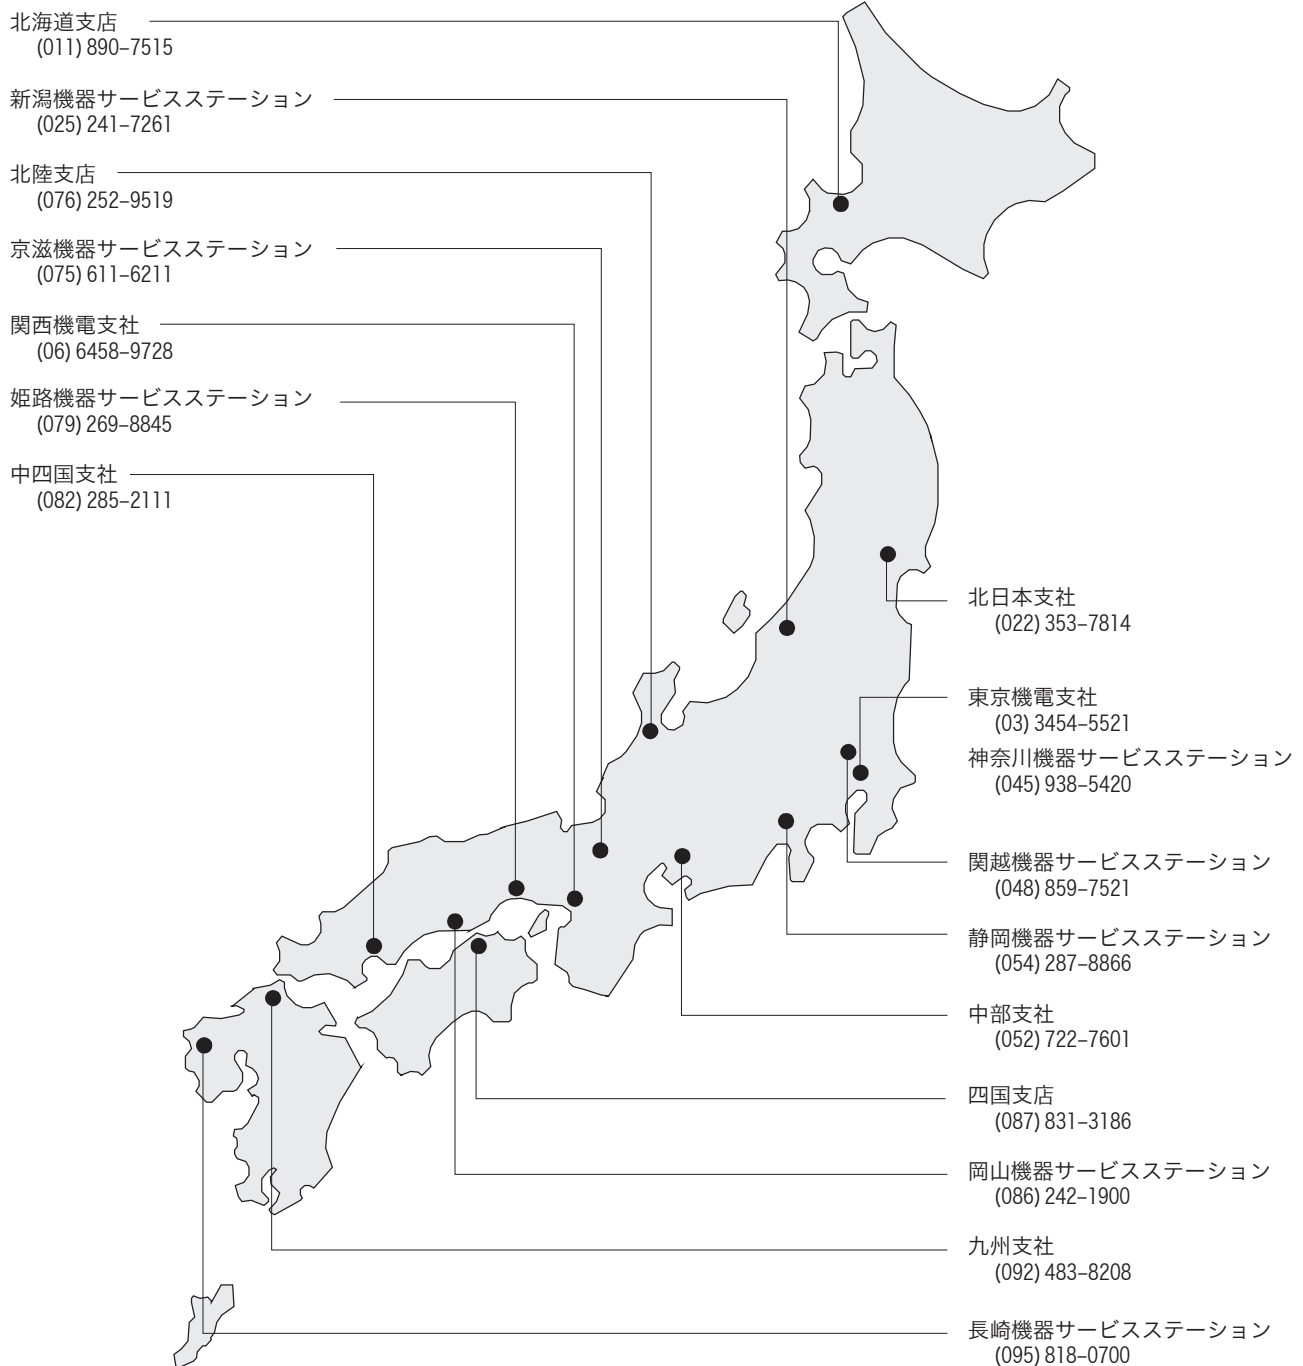 北海道支店
(011) 890–7515
新潟機器サービスステーション
(025) 241–7261
北陸支店
(076) 252–9519
京滋機器サービスステーション
(075) 611–6211
関西機電支社
(06) 6458–9728
姫路機器サービスステーション
(079) 269–8845
中四国支社
(082) 285–2111
北日本支社
(022) 353–7814
東京機電支社
(03) 3454–5521
神奈川機器サービスステーション
(045) 938–5420
関越機器サービスステーション
(048) 859–7521
静岡機器サービスステーション
(054) 287–8866
中部支社
(052) 722–7601
四国支店
(087) 831–3186
岡山機器サービスステーション
(086) 242–1900
九州支社
(092) 483–8208
長崎機器サービスステーション
(095) 818–0700